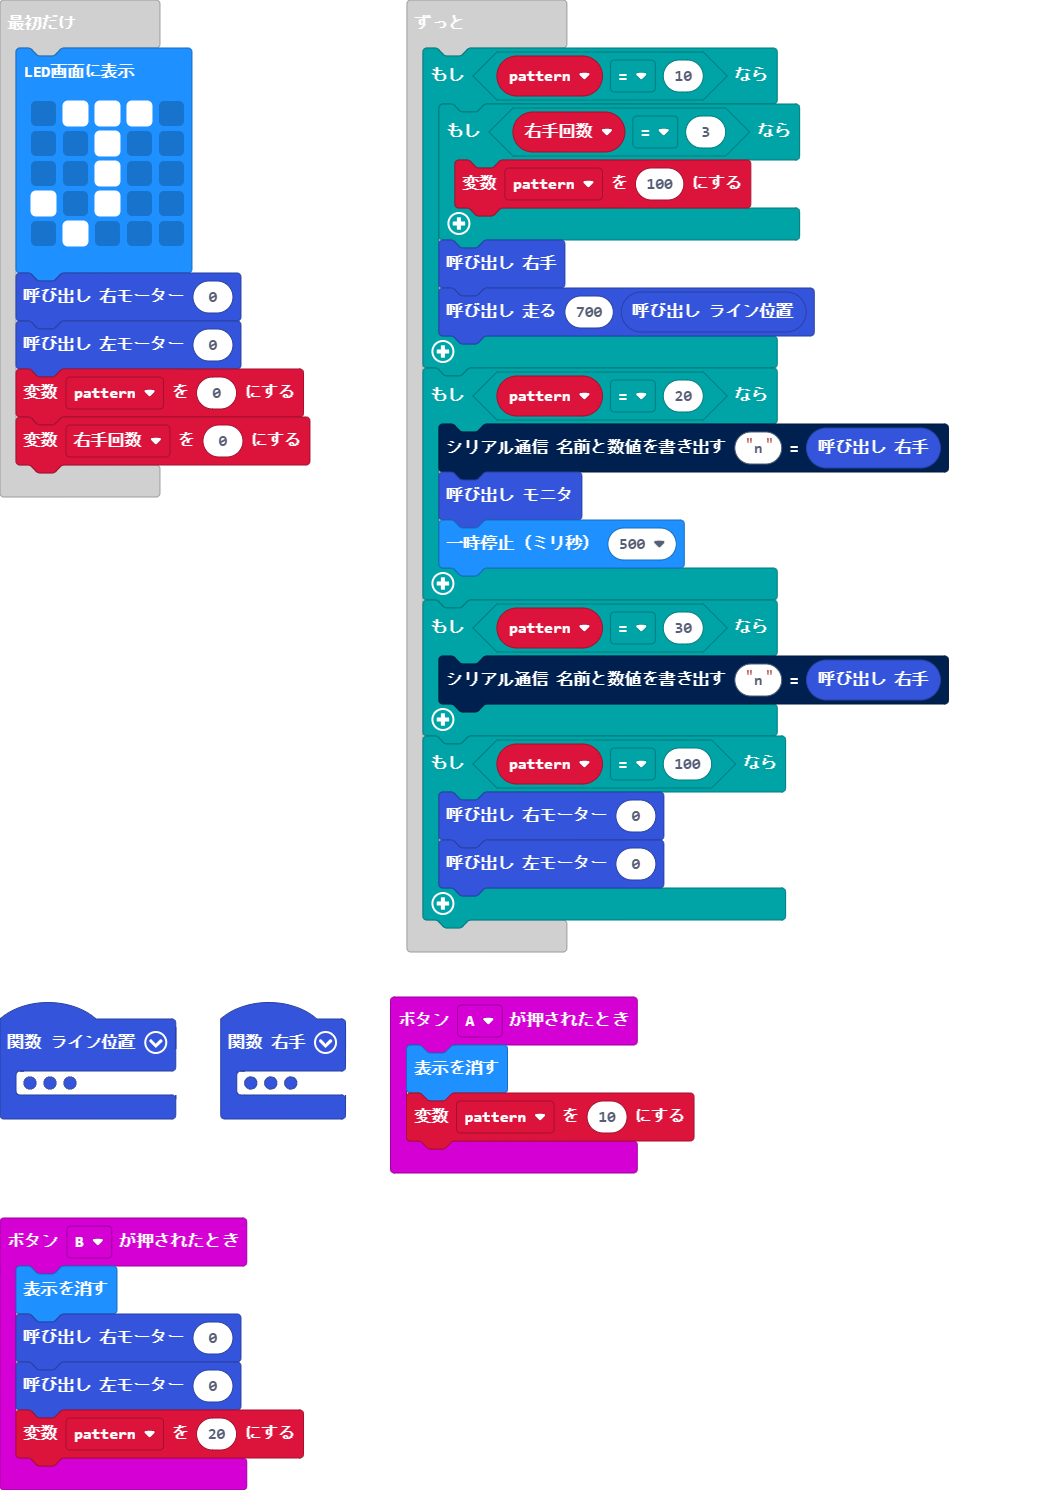 最初だけ
LED画面に表示
呼び出し 右モーター 0
呼び出し 左モーター 0
変数 pattern を 0 にする
変数 右手回数 を 0 にする
ずっと
もし pattern = 10 なら
もし 右手回数 = 3 なら
変数 pattern を 100 にする
呼び出し 右手
呼び出し 走る 700 呼び出し ライン位置
もし pattern = 20 なら
シリアル通信 名前と数値を書き出す "n" = 呼び出し 右手
呼び出し モニタ
一時停止（ミリ秒） 500
もし pattern = 30 なら
シリアル通信 名前と数値を書き出す "n" = 呼び出し 右手
もし pattern = 100 なら
呼び出し 右モーター 0
呼び出し 左モーター 0
関数 ライン位置
関数 右手
ボタン A が押されたとき
表示を消す
変数 pattern を 10 にする
ボタン B が押されたとき
表示を消す
呼び出し 右モーター 0
呼び出し 左モーター 0
変数 pattern を 20 にする